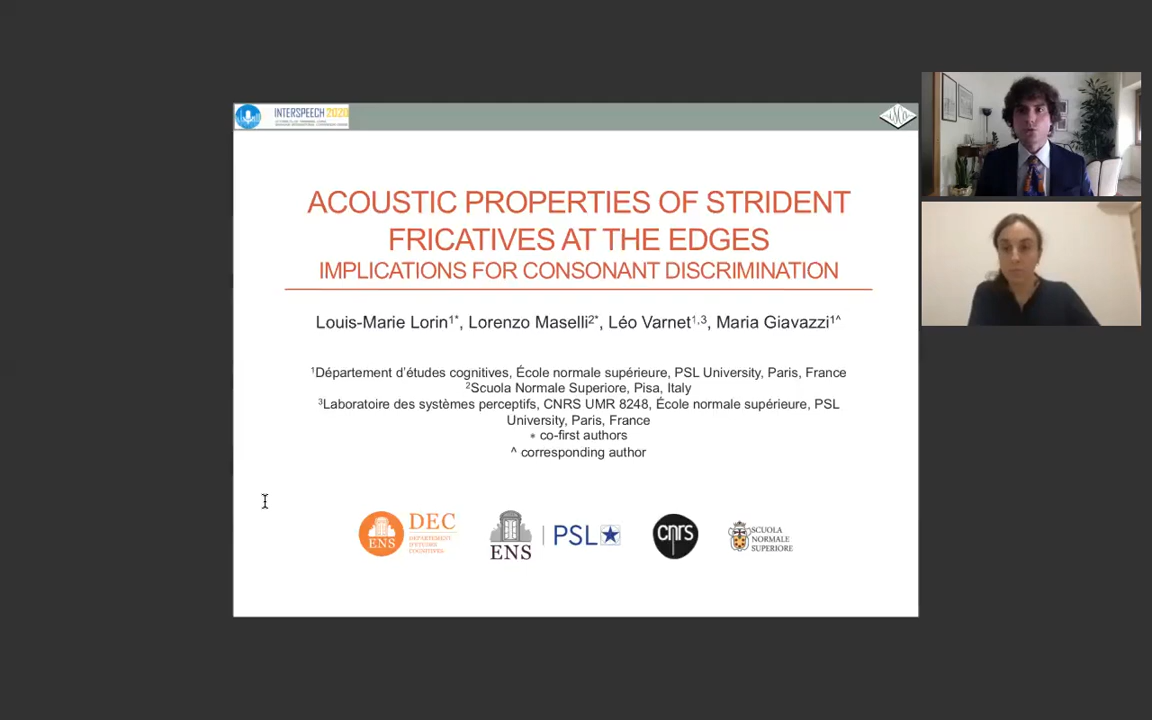 INTERSPEECH 2020
ACOUSTIC PROPERTIES OF STRIDENT
FRICATIVES AT THE EDGES
IMPLICATIONS FOR CONSONANT DISCRIMINATION
Louis-Marie Lorin¹*, Lorenzo Maselli²*, Léo Varnet¹,³, Maria Giavazzi¹^
¹Département d'études cognitives, École normale supérieure, PSL University, Paris, France
²Scuola Normale Superiore, Pisa, Italy
³Laboratoire des systèmes perceptifs, CNRS UMR 8248, École normale supérieure, PSL
University, Paris, France
* co-first authors
^ corresponding author
ENS
DEC
DÉPARTEMENT
D'ÉTUDES
COGNITIVES
ENS
PSL
cnrs
SCUOLA
NORMALE
SUPERIORE